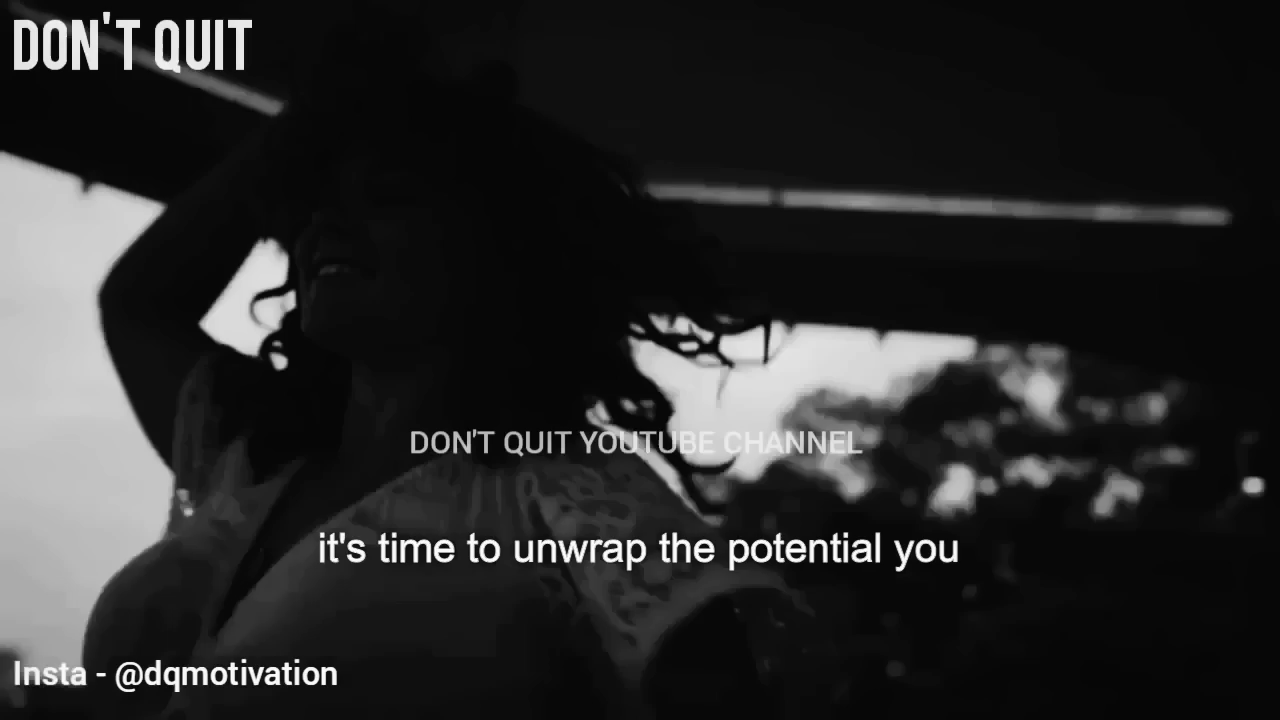 DON'T QUIT
DON'T QUIT YOUTUBE CHANNEL
it's time to unwrap the potential you
Insta - @dqmotivation